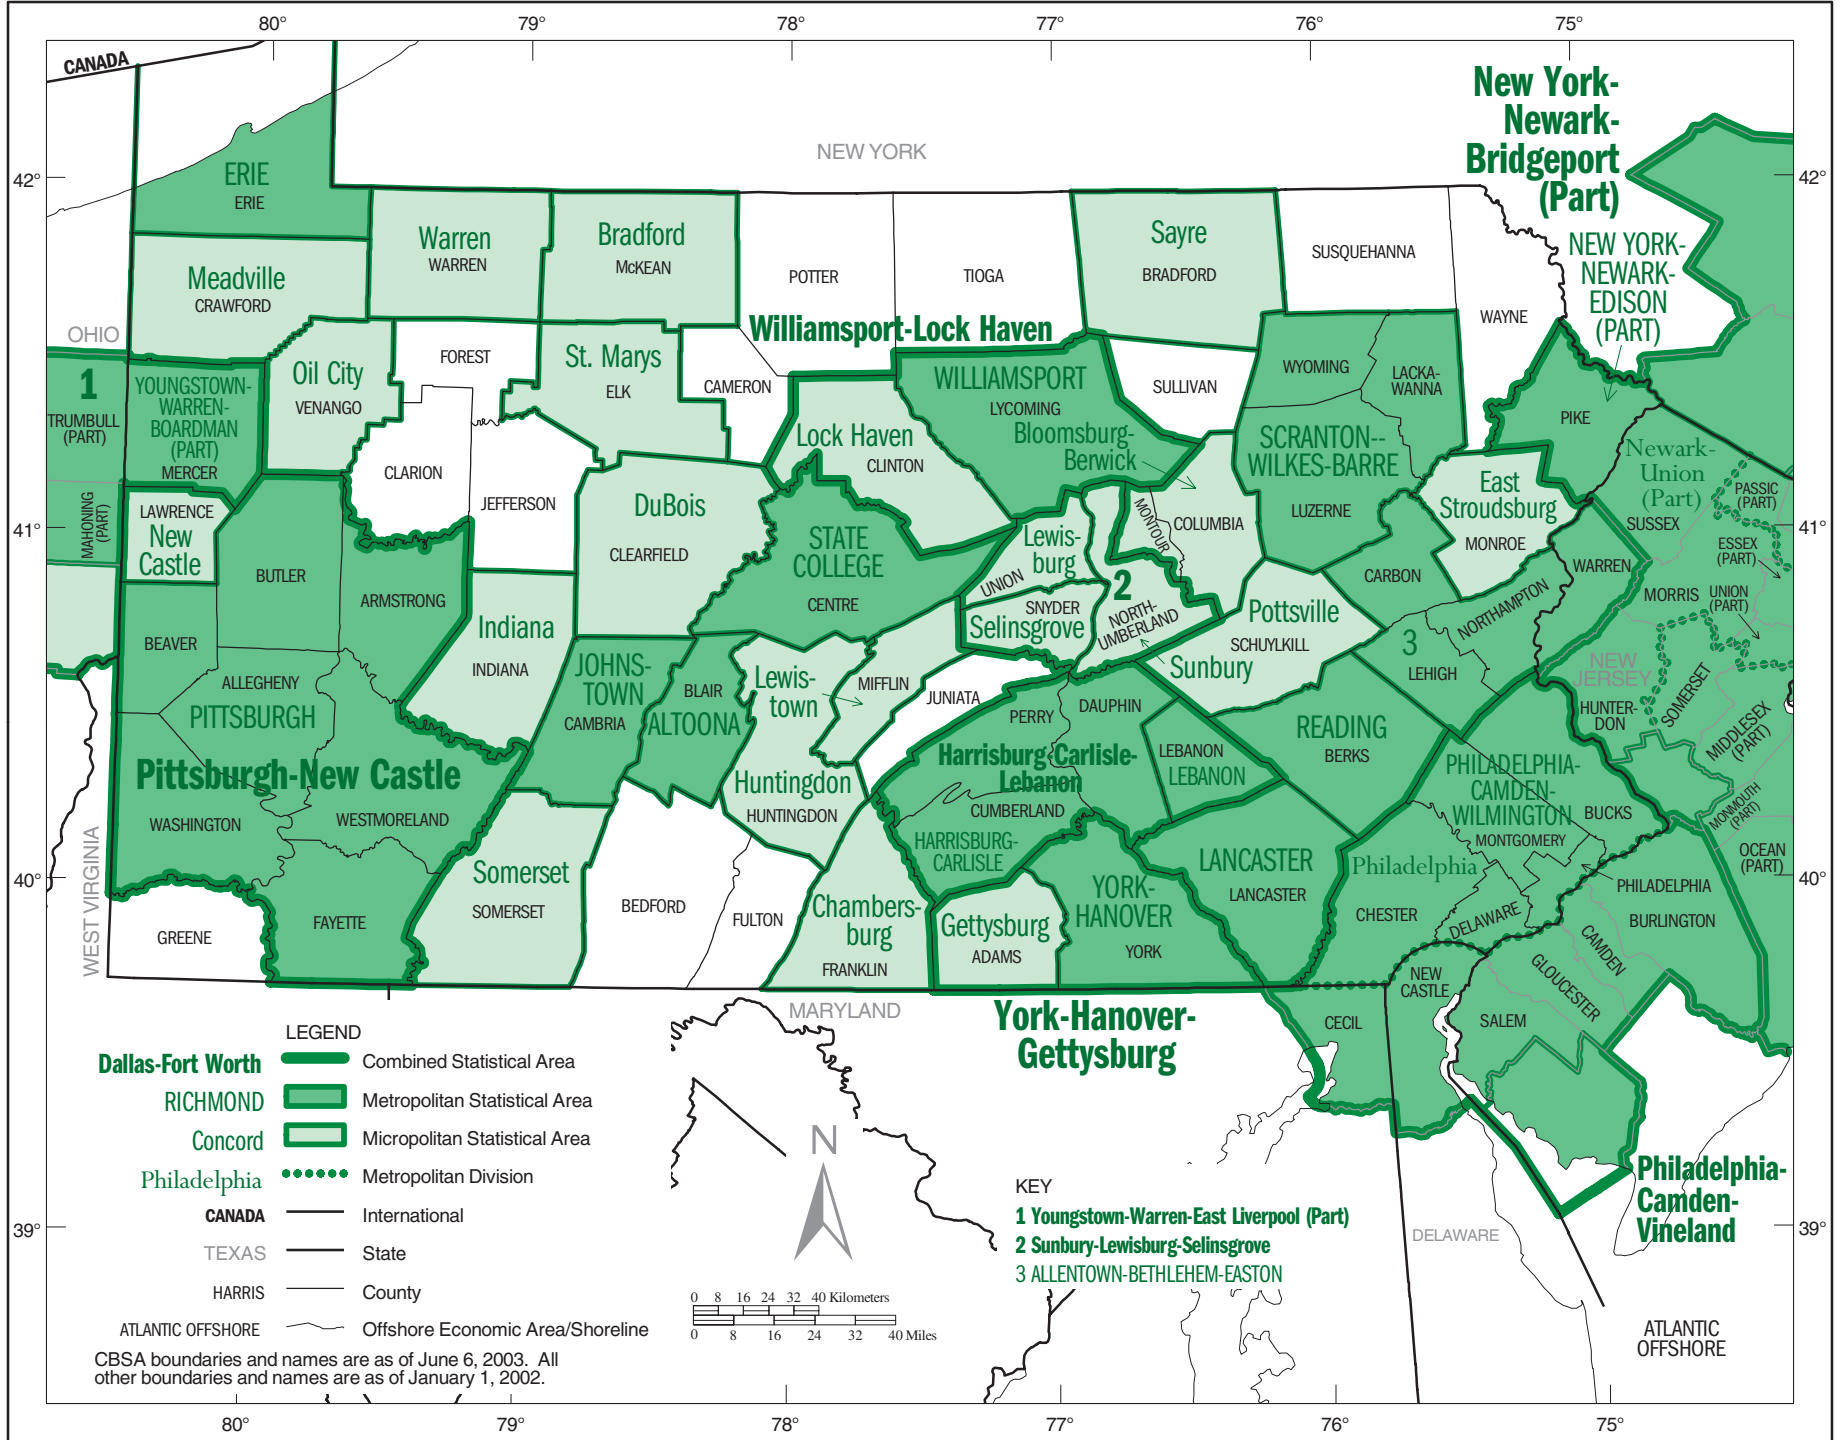 80°
79°
78°
77°
76°
75°
CANADA
New York-
Newark-
Bridgeport
(Part)
NEW YORK
42°
42°
ERIE
ERIE
Warren
WARREN
Bradford
McKEAN
POTTER
TIOGA
Sayre
BRADFORD
SUSQUEHANNA
NEW YORK-
NEWARK-
EDISON
(PART)
Meadville
CRAWFORD
WAYNE
OHIO
Williamsport-Lock Haven
1
TRUMBULL
(PART)
YOUNGSTOWN-
WARREN-
BOARDMAN
(PART)
MERCER
Oil City
VENANGO
FOREST
St. Marys
ELK
CAMERON
WILLIAMSPORT
LYCOMING
SULLIVAN
WYOMING
LACKA-
WANNA
PIKE
Lock Haven
CLINTON
Bloomsburg-
Berwick
SCRANTON--
WILKES-BARRE
LUZERNE
Newark-
Union
(Part)
SUSSEX
PASSIC
(PART)
CLARION
JEFFERSON
DuBois
CLEARFIELD
MONTOUR
COLUMBIA
East
Stroudsburg
MONROE
MAHONING
(PART)
LAWRENCE
New
Castle
41°
41°
STATE
COLLEGE
CENTRE
Lewis-
burg
UNION
ESSEX
(PART)
WARREN
BUTLER
ARMSTRONG
CARBON
MORRIS
UNION
(PART)
2
SNYDER
Selinsgrove
NORTH-
UMBERLAND
Sunbury
Pottsville
SCHUYLKILL
NORTHAMPTON
3
LEHIGH
BEAVER
Indiana
INDIANA
ALLEGHENY
PITTSBURGH
JOHNS-
TOWN
CAMBRIA
BLAIR
ALTOONA
Lewis-
town
MIFFLIN
JUNIATA
PERRY
DAUPHIN
NEW
JERSEY
HUNTER-
DON
SOMERSET
MIDDLESEX
(PART)
Pittsburgh-New Castle
Harrisburg Carlisle-
Lebanon
LEBANON
LEBANON
READING
BERKS
PHILADELPHIA-
CAMDEN-
WILMINGTON
BUCKS
MONTGOMERY
MONMOUTH
(PART)
Huntingdon
HUNTINGDON
CUMBERLAND
WASHINGTON
WESTMORELAND
HARRISBURG-
CARLISLE
LANCASTER
LANCASTER
Philadelphia
OCEAN
(PART)
40°
40°
WEST VIRGINIA
Somerset
SOMERSET
YORK-
HANOVER
YORK
PHILADELPHIA
BURLINGTON
CHESTER
DELAWARE
CAMDEN
GREENE
FAYETTE
BEDFORD
FULTON
Chambers-
burg
FRANKLIN
Gettysburg
ADAMS
GLOUCESTER
NEW
CASTLE
MARYLAND
York-Hanover-
Gettysburg
CECIL
SALEM
LEGEND
Dallas-Fort Worth
Combined Statistical Area
RICHMOND
Metropolitan Statistical Area
Concord
Micropolitan Statistical Area
Philadelphia
Metropolitan Division
CANADA
International
TEXAS
State
HARRIS
County
ATLANTIC OFFSHORE
Offshore Economic Area/Shoreline
CBSA boundaries and names are as of June 6, 2003. All
other boundaries and names are as of January 1, 2002.
N
0 8 16 24 32 40 Kilometers
0 8 16 24 32 40 Miles
KEY
1 Youngstown-Warren-East Liverpool (Part)
2 Sunbury-Lewisburg-Selinsgrove
3 ALLENTOWN-BETHLEHEM-EASTON
Philadelphia-
Camden-
Vineland
DELAWARE
39°
39°
ATLANTIC
OFFSHORE
80°
79°
78°
77°
76°
75°